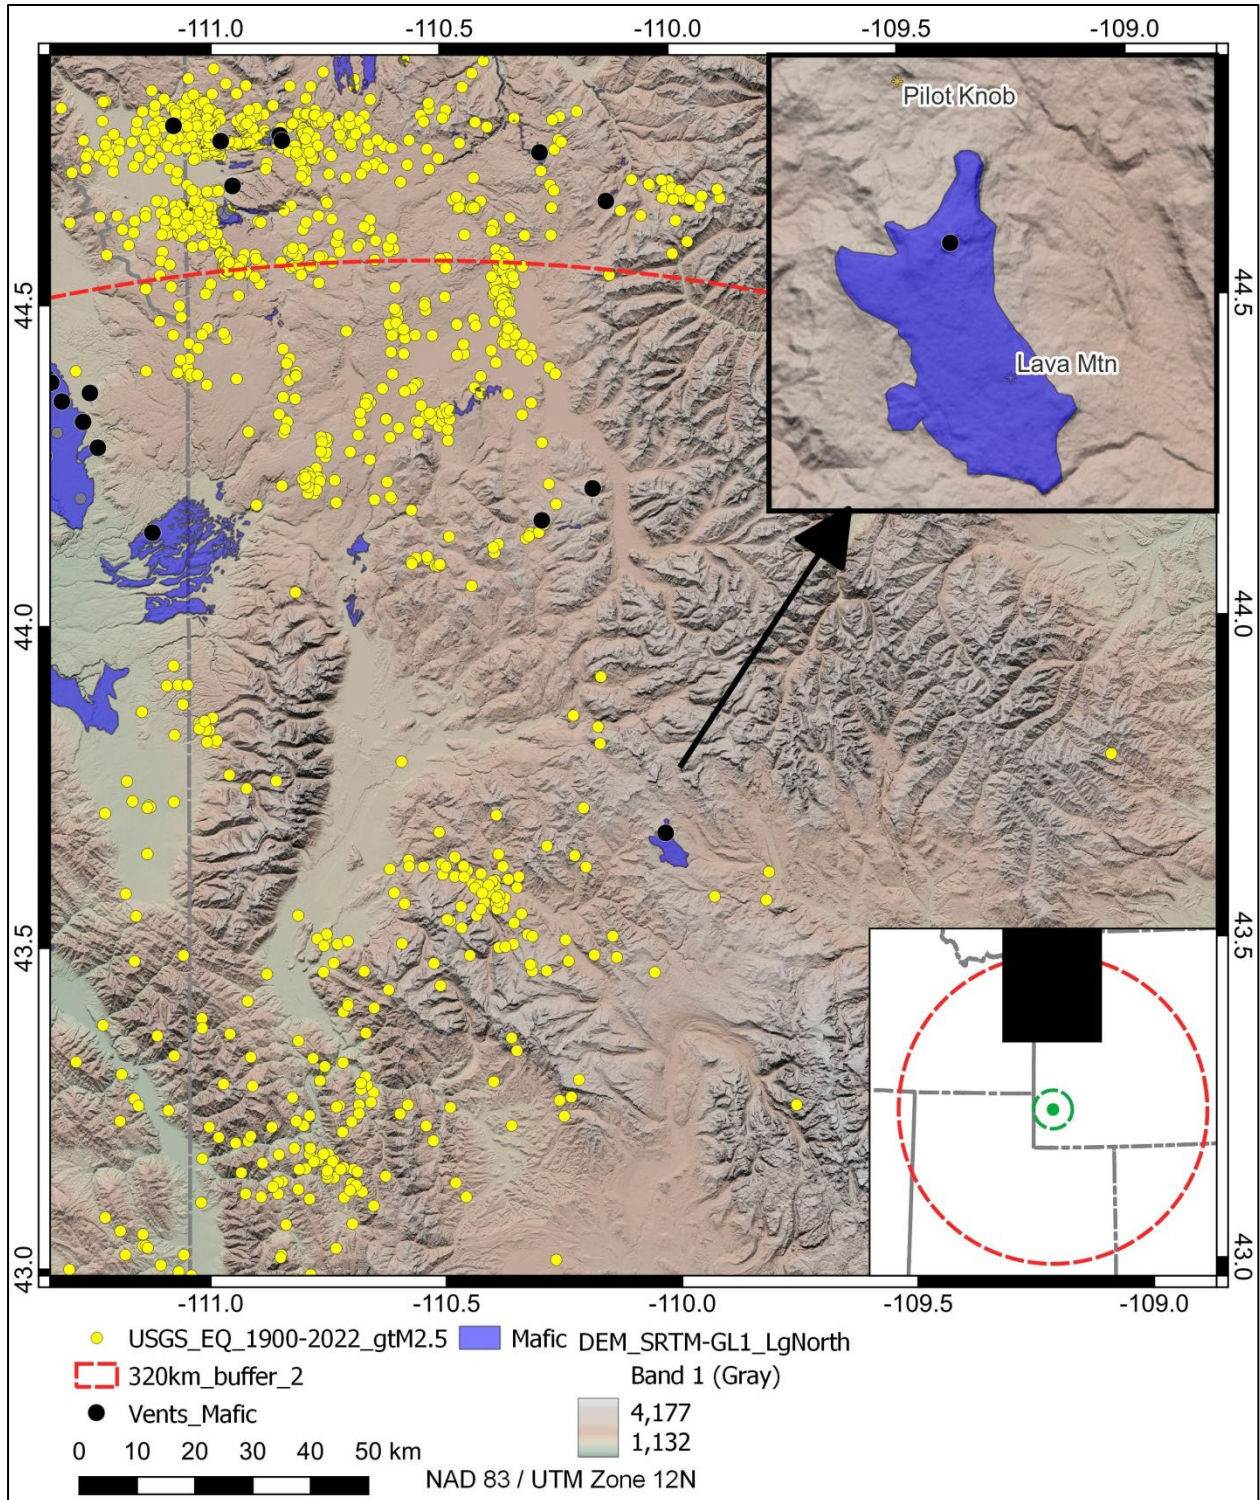 -111.0 -110.5 -110.0 -109.5 -109.0
Pilot Knob
Lava Mtn
44.5 44.5
44.0 44.0
43.5 43.5
43.0 43.0
-111.0 -110.5 -110.0 -109.5 -109.0
USGS_EQ_1900-2022_gtM2.5 Mafic DEM_SRTM-GL1_LgNorth
320km_buffer_2 Band 1 (Gray)
Vents_Mafic 4,177
1,132
0 10 20 30 40 50 km
NAD 83 / UTM Zone 12N